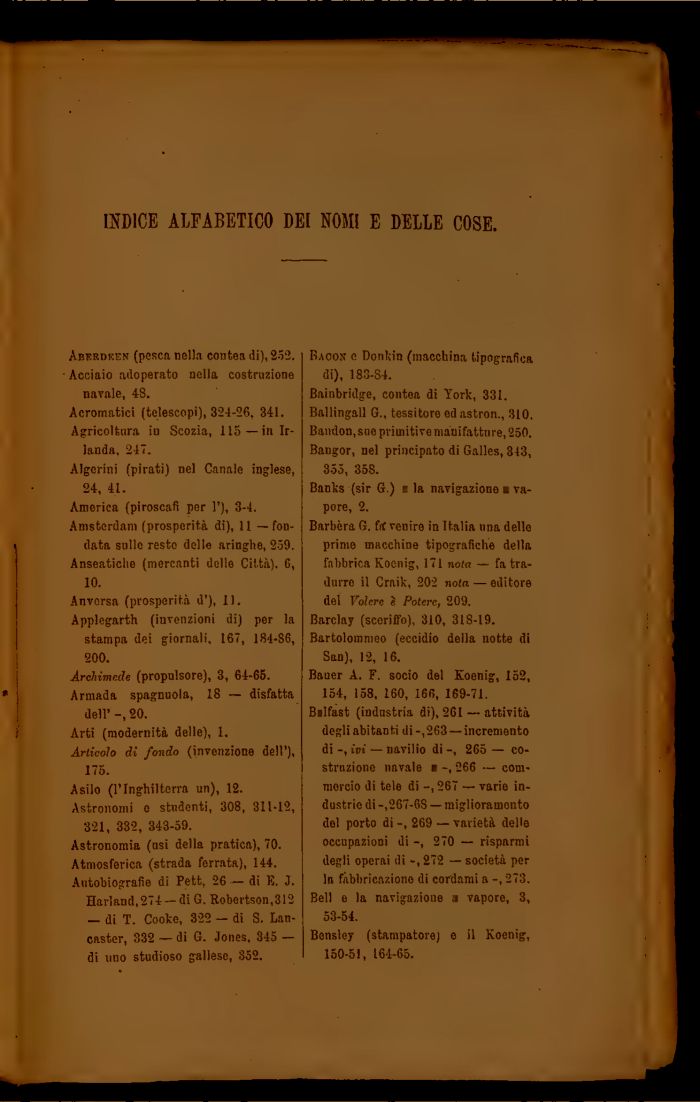 INDICE ALFABETICO DEI NOMI E DELLE COSE.
ABERDEEN (pesca nella contea di), 252.
Acciaio adoperato nella costruzione
navale, 48.
Acromatici (telescopi), 324-26, 341.
Agricoltura in Scozia, 115 — in Ir-
landa, 247.
Algerini (pirati) nel Canale inglese,
24, 41.
America (piroscafi per l'), 3-4.
Amsterdam (prosperità di), 11 — fon-
data sulle reste delle aringhe, 259.
Anseatiche (mercanti delle Città), 6,
10.
Anversa (prosperità d'), 11.
Applegarth (invenzioni di) per la
stampa dei giornali, 167, 184-86,
200.
Archimede (propulsore), 3, 64-65.
Armada spagnuola, 18 — disfatta
dell' -, 20.
Arti (modernità delle), 1.
Articolo di fondo (invenzione dell'),
175.
Asilo (l'Inghilterra un), 12.
Astronomi e studenti, 308, 311-12,
321, 332, 343-59.
Astronomia (usi della pratica), 70.
Atmosferica (strada ferrata), 144.
Autobiografie di Pett, 26 — di E. J.
Harland, 274 — di G. Robertson, 312
— di T. Cooke, 322 — di S. Lan-
caster, 332 — di G. Jones, 345 —
di uno studioso gallese, 352.
BACON e Donkin (macchina tipografica
di), 183-84.
Bainbridge, contea di York, 331.
Ballingall G., tessitore ed astron., 310.
Bandon, sue primitive manifatture, 250.
Bangor, nel principato di Galles, 343,
355, 358.
Banks (sir G.) e la navigazione a va-
pore, 2.
Barbèra G. fa venire in Italia una delle
prime macchine tipografiche della
fabbrica Koenig, 171 nota — fa tra-
durre il Craik, 202 nota — editore
del Volere è Potere, 209.
Barclay (sceriffo), 310, 318-19.
Bartolommeo (eccidio della notte di
San), 12, 16.
Bauer A. F. socio del Koenig, 152,
154, 158, 160, 166, 169-71.
Belfast (industria di), 261 — attività
degli abitanti di -, 263 — incremento
di -, ivi — navilio di -, 265 — co-
struzione navale a -, 266 — com-
mercio di tele di -, 267 — varie in-
dustrie di -, 267-68 — miglioramento
del porto di -, 269 — varietà delle
occupazioni di -, 270 — risparmi
degli operai di -, 272 — società per
la fabbricazione di cordami a -, 273.
Bell e la navigazione a vapore, 3,
53-54.
Bensley (stampatore) e il Koenig,
150-51, 164-65.